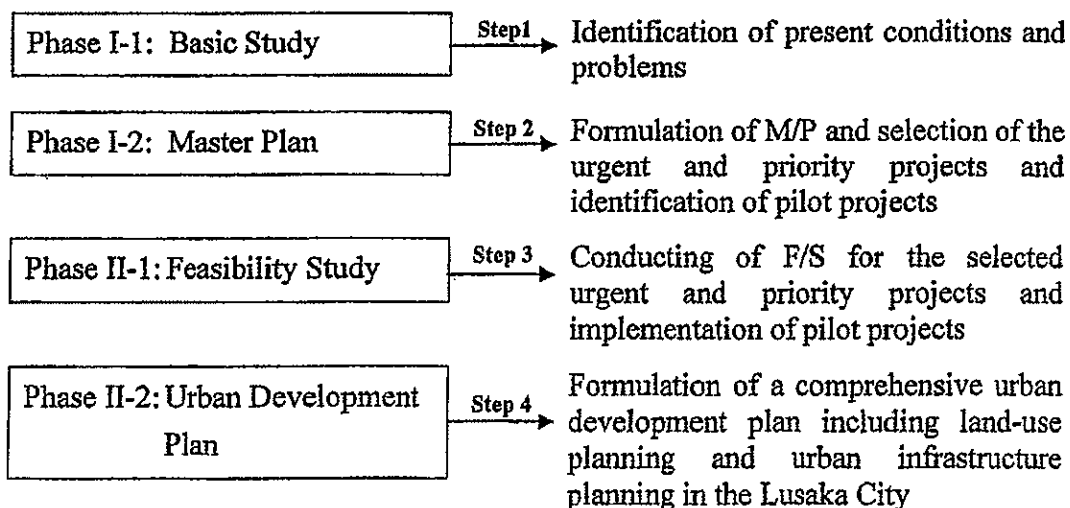 Phase I-1: Basic Study
Step1
Identification of present conditions and
problems
Phase I-2: Master Plan
Step 2
Formulation of M/P and selection of the
urgent and priority projects and
identification of pilot projects
Phase II-1: Feasibility Study
Step 3
Conducting of F/S for the selected
urgent and priority projects and
implementation of pilot projects
Phase II-2: Urban Development
Plan
Step 4
Formulation of a comprehensive urban
development plan including land-use
planning and urban infrastructure
planning in the Lusaka City